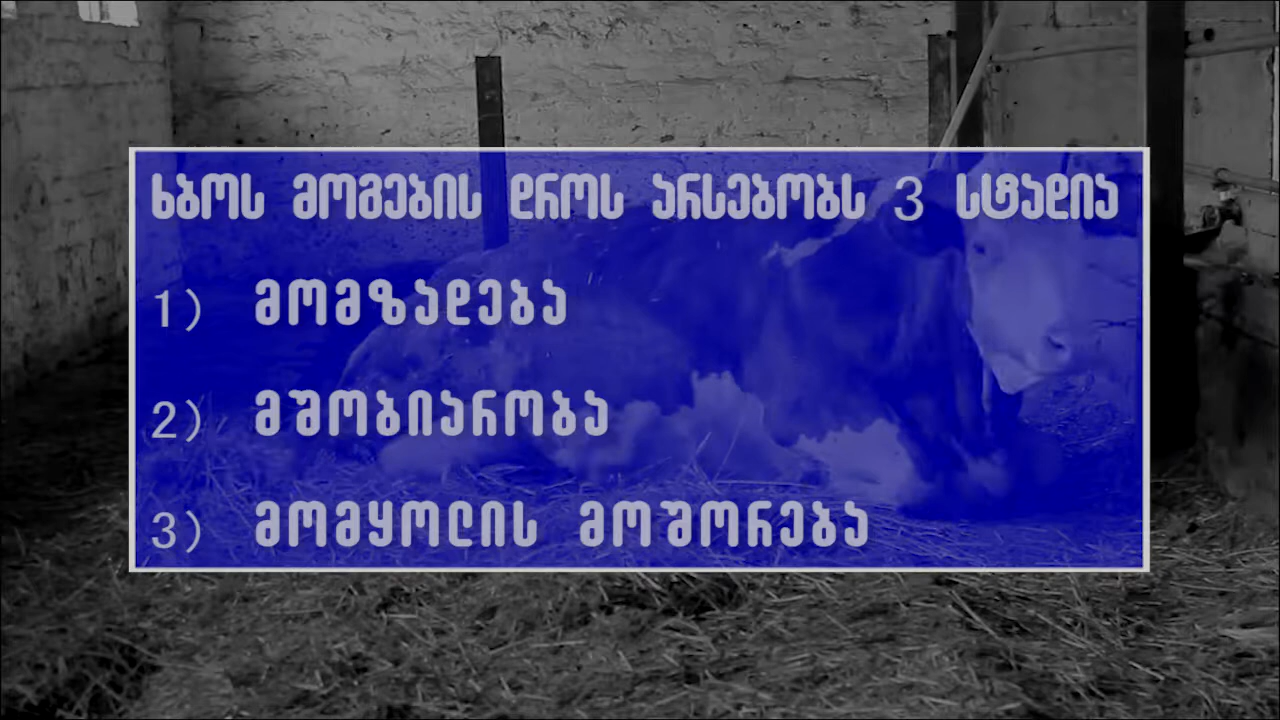 ხბოს მოგების დროს არსებობს 3 სტადია
1) მომზადება
2) მშობიარობა
3) მომყოლის მოშორება